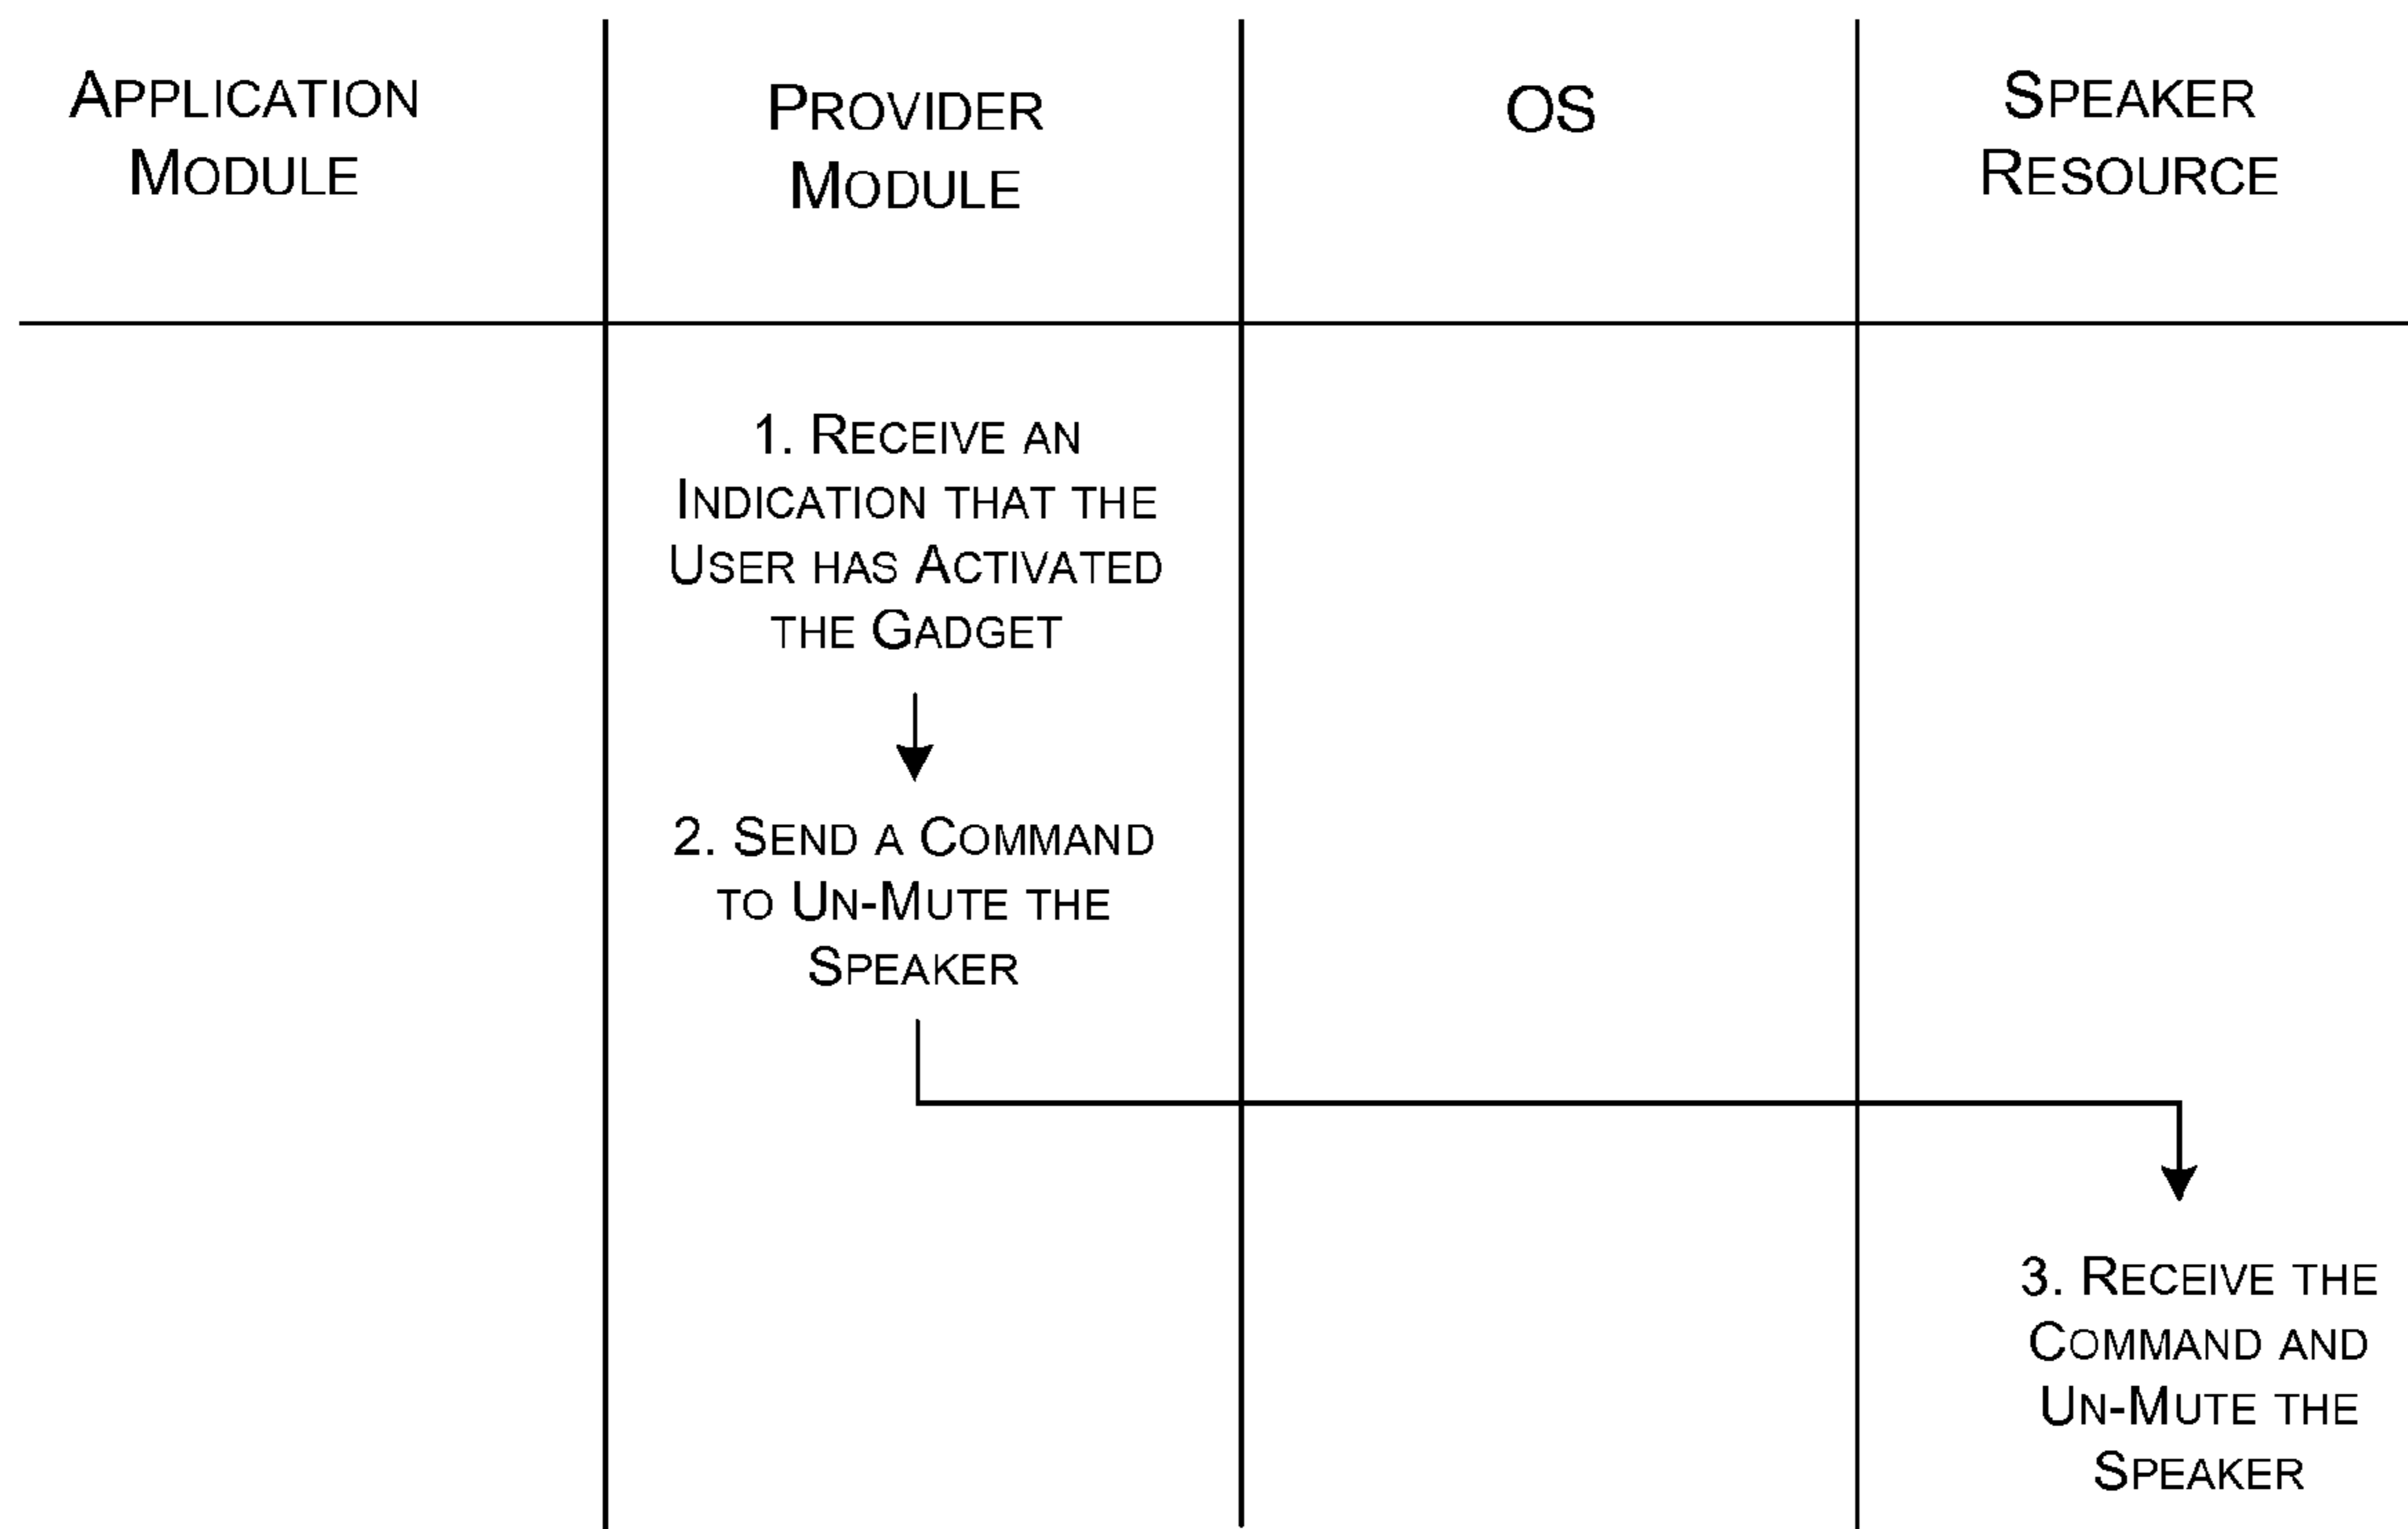 Application
Module
Provider
Module
OS
Speaker
Resource
1. Receive an
Indication that the
User has Activated
the Gadget
2. Send a Command
to Un-Mute the
Speaker
3. Receive the
Command and
Un-Mute the
Speaker